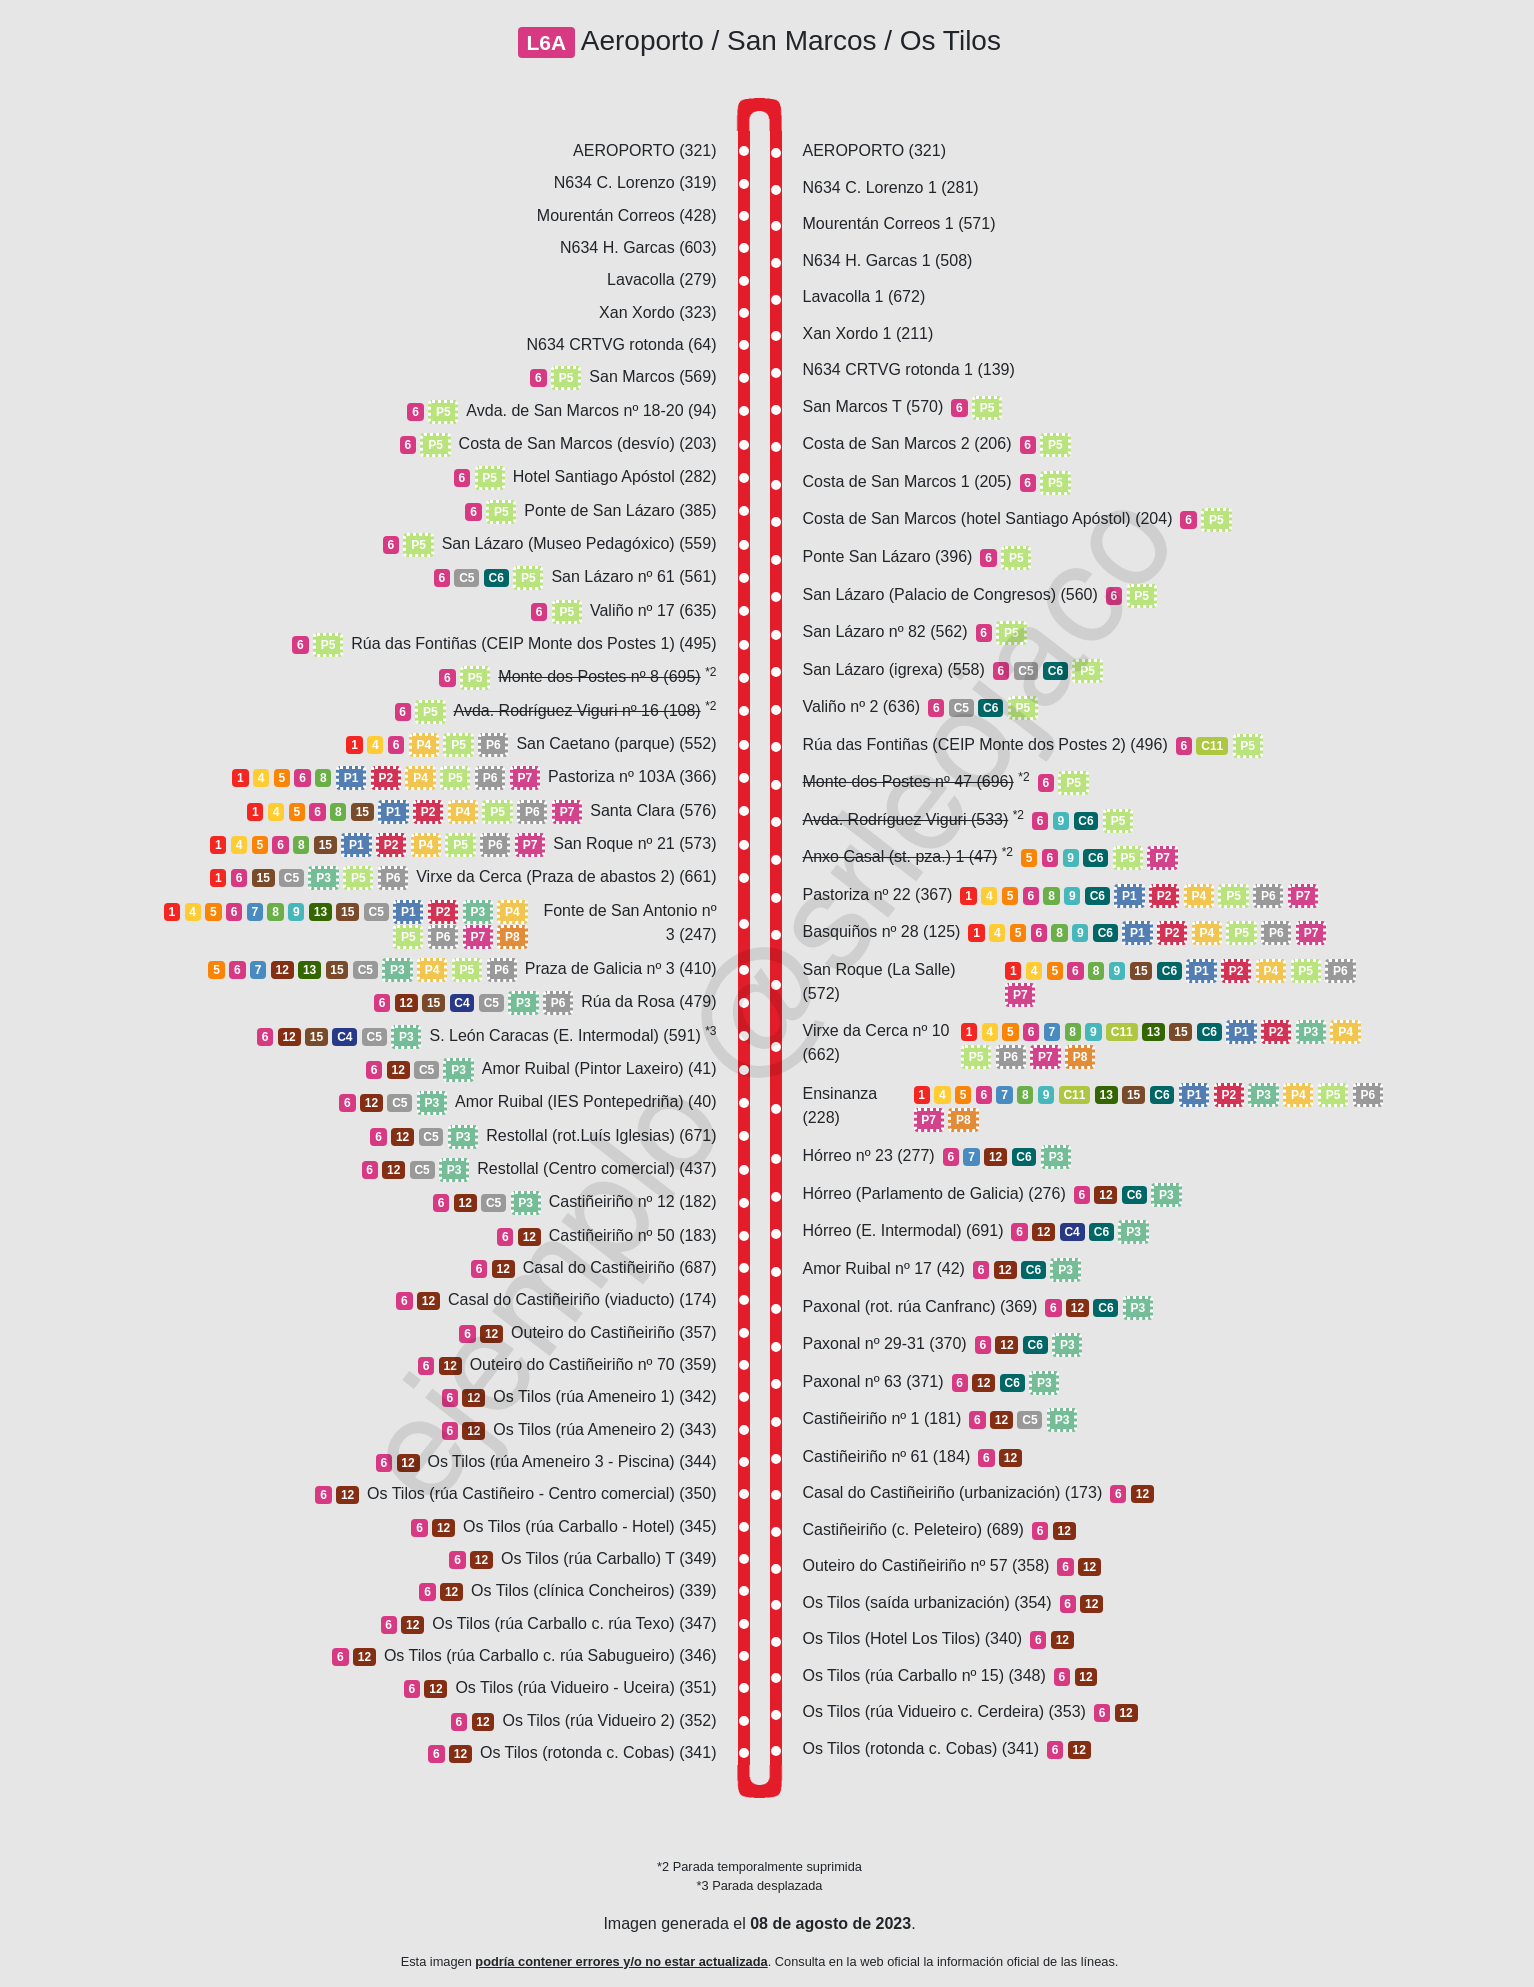 L6A Aeroporto / San Marcos / Os Tilos
AEROPORTO (321)
N634 C. Lorenzo (319)
Mourentán Correos (428)
N634 H. Garcas (603)
Lavacolla (279)
Xan Xordo (323)
N634 CRTVG rotonda (64)
6 P5 San Marcos (569)
6 P5 Avda. de San Marcos nº 18-20 (94)
6 P5 Costa de San Marcos (desvío) (203)
6 P5 Hotel Santiago Apóstol (282)
6 P5 Ponte de San Lázaro (385)
6 P5 San Lázaro (Museo Pedagóxico) (559)
6 C5 C6 P5 San Lázaro nº 61 (561)
6 P5 Valiño nº 17 (635)
6 P5 Rúa das Fontiñas (CEIP Monte dos Postes 1) (495)
6 P5 Monte dos Postes nº 8 (695) *2
6 P5 Avda. Rodríguez Viguri nº 16 (108) *2
1 4 6 P4 P5 P6 San Caetano (parque) (552)
1 4 5 6 8 P1 P2 P4 P5 P6 P7 Pastoriza nº 103A (366)
1 4 5 6 8 15 P1 P2 P4 P5 P6 P7 Santa Clara (576)
1 4 5 6 8 15 P1 P2 P4 P5 P6 P7 San Roque nº 21 (573)
1 6 15 C5 P3 P5 P6 Virxe da Cerca (Praza de abastos 2) (661)
1 4 5 6 7 8 9 13 15 C5 P1 P2 P3 P4 Fonte de San Antonio nº
P5 P6 P7 P8 3 (247)
5 6 7 12 13 15 C5 P3 P4 P5 P6 Praza de Galicia nº 3 (410)
6 12 15 C4 C5 P3 P6 Rúa da Rosa (479)
6 12 15 C4 C5 P3 S. León Caracas (E. Intermodal) (591) *3
6 12 C5 P3 Amor Ruibal (Pintor Laxeiro) (41)
6 12 C5 P3 Amor Ruibal (IES Pontepedriña) (40)
6 12 C5 P3 Restollal (rot.Luís Iglesias) (671)
6 12 C5 P3 Restollal (Centro comercial) (437)
6 12 C5 P3 Castiñeiriño nº 12 (182)
6 12 Castiñeiriño nº 50 (183)
6 12 Casal do Castiñeiriño (687)
6 12 Casal do Castiñeiriño (viaducto) (174)
6 12 Outeiro do Castiñeiriño (357)
6 12 Outeiro do Castiñeiriño nº 70 (359)
6 12 Os Tilos (rúa Ameneiro 1) (342)
6 12 Os Tilos (rúa Ameneiro 2) (343)
6 12 Os Tilos (rúa Ameneiro 3 - Piscina) (344)
6 12 Os Tilos (rúa Castiñeiro - Centro comercial) (350)
6 12 Os Tilos (rúa Carballo - Hotel) (345)
6 12 Os Tilos (rúa Carballo) T (349)
6 12 Os Tilos (clínica Concheiros) (339)
6 12 Os Tilos (rúa Carballo c. rúa Texo) (347)
6 12 Os Tilos (rúa Carballo c. rúa Sabugueiro) (346)
6 12 Os Tilos (rúa Vidueiro - Uceira) (351)
6 12 Os Tilos (rúa Vidueiro 2) (352)
6 12 Os Tilos (rotonda c. Cobas) (341)
AEROPORTO (321)
N634 C. Lorenzo 1 (281)
Mourentán Correos 1 (571)
N634 H. Garcas 1 (508)
Lavacolla 1 (672)
Xan Xordo 1 (211)
N634 CRTVG rotonda 1 (139)
San Marcos T (570) 6 P5
Costa de San Marcos 2 (206) 6 P5
Costa de San Marcos 1 (205) 6 P5
Costa de San Marcos (hotel Santiago Apóstol) (204) 6 P5
Ponte San Lázaro (396) 6 P5
San Lázaro (Palacio de Congresos) (560) 6 P5
San Lázaro nº 82 (562) 6 P5
San Lázaro (igrexa) (558) 6 C5 C6 P5
Valiño nº 2 (636) 6 C5 C6 P5
Rúa das Fontiñas (CEIP Monte dos Postes 2) (496) 6 C11 P5
Monte dos Postes nº 47 (696) *2 6 P5
Avda. Rodríguez Viguri (533) *2 6 9 C6 P5
Anxo Casal (st. pza.) 1 (47) *2 5 6 9 C6 P5 P7
Pastoriza nº 22 (367) 1 4 5 6 8 9 C6 P1 P2 P4 P5 P6 P7
Basquiños nº 28 (125) 1 4 5 6 8 9 C6 P1 P2 P4 P5 P6 P7
San Roque (La Salle) 1 4 5 6 8 9 15 C6 P1 P2 P4 P5 P6
(572) P7
Virxe da Cerca nº 10 1 4 5 6 7 8 9 C11 13 15 C6 P1 P2 P3 P4
(662) P5 P6 P7 P8
Ensinanza 1 4 5 6 7 8 9 C11 13 15 C6 P1 P2 P3 P4 P5 P6
(228) P7 P8
Hórreo nº 23 (277) 6 7 12 C6 P3
Hórreo (Parlamento de Galicia) (276) 6 12 C6 P3
Hórreo (E. Intermodal) (691) 6 12 C4 C6 P3
Amor Ruibal nº 17 (42) 6 12 C6 P3
Paxonal (rot. rúa Canfranc) (369) 6 12 C6 P3
Paxonal nº 29-31 (370) 6 12 C6 P3
Paxonal nº 63 (371) 6 12 C6 P3
Castiñeiriño nº 1 (181) 6 12 C5 P3
Castiñeiriño nº 61 (184) 6 12
Casal do Castiñeiriño (urbanización) (173) 6 12
Castiñeiriño (c. Peleteiro) (689) 6 12
Outeiro do Castiñeiriño nº 57 (358) 6 12
Os Tilos (saída urbanización) (354) 6 12
Os Tilos (Hotel Los Tilos) (340) 6 12
Os Tilos (rúa Carballo nº 15) (348) 6 12
Os Tilos (rúa Vidueiro c. Cerdeira) (353) 6 12
Os Tilos (rotonda c. Cobas) (341) 6 12
ejemplo @srleojaco
*2 Parada temporalmente suprimida
*3 Parada desplazada
Imagen generada el 08 de agosto de 2023.
Esta imagen podría contener errores y/o no estar actualizada. Consulta en la web oficial la información oficial de las líneas.